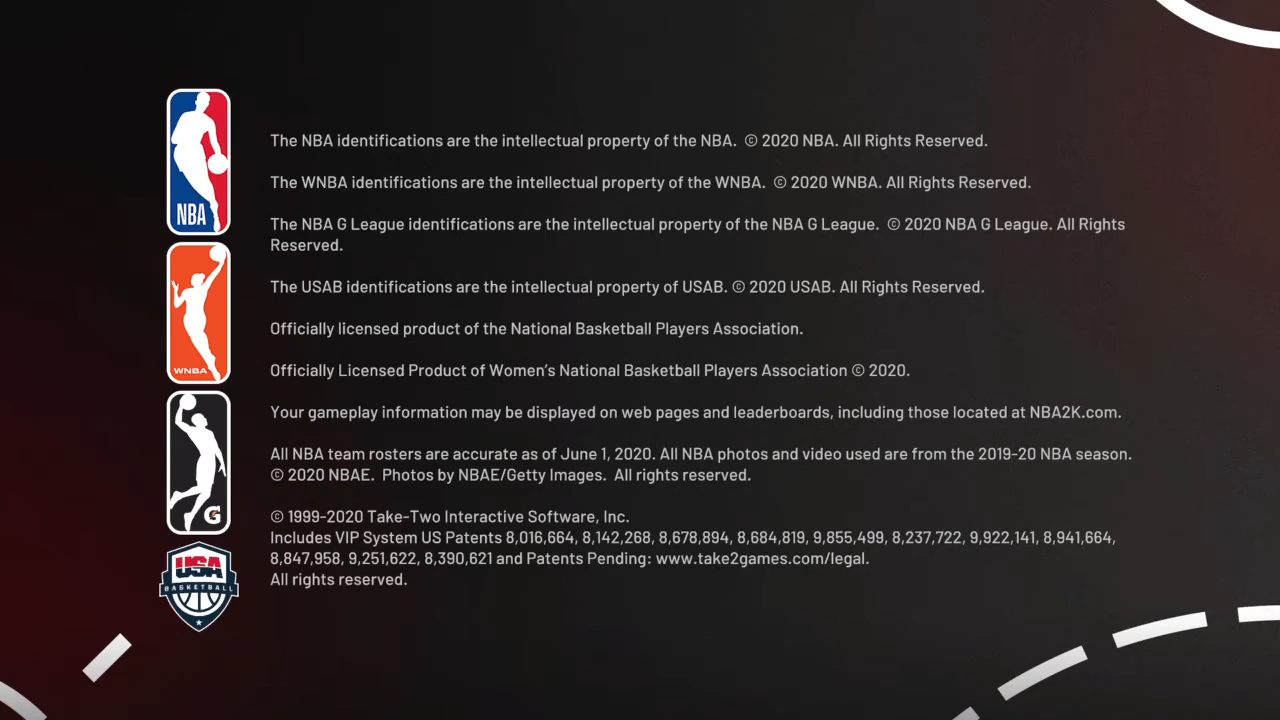 The NBA identifications are the intellectual property of the NBA.  © 2020 NBA. All Rights Reserved.
The WNBA identifications are the intellectual property of the WNBA.  © 2020 WNBA. All Rights Reserved.
The NBA G League identifications are the intellectual property of the NBA G League.  © 2020 NBA G League. All Rights
Reserved.
The USAB identifications are the intellectual property of USAB. © 2020 USAB. All Rights Reserved.
Officially licensed product of the National Basketball Players Association.
Officially Licensed Product of Women’s National Basketball Players Association © 2020.
Your gameplay information may be displayed on web pages and leaderboards, including those located at NBA2K.com.
All NBA team rosters are accurate as of June 1, 2020. All NBA photos and video used are from the 2019-20 NBA season.
© 2020 NBAE.  Photos by NBAE/Getty Images.  All rights reserved.
© 1999-2020 Take-Two Interactive Software, Inc.
Includes VIP System US Patents 8,016,664, 8,142,268, 8,678,894, 8,684,819, 9,855,499, 8,237,722, 9,922,141, 8,941,664,
8,847,958, 9,251,622, 8,390,621 and Patents Pending: www.take2games.com/legal.
All rights reserved.
NBA
WNBA
G
USA
BASKETBALL